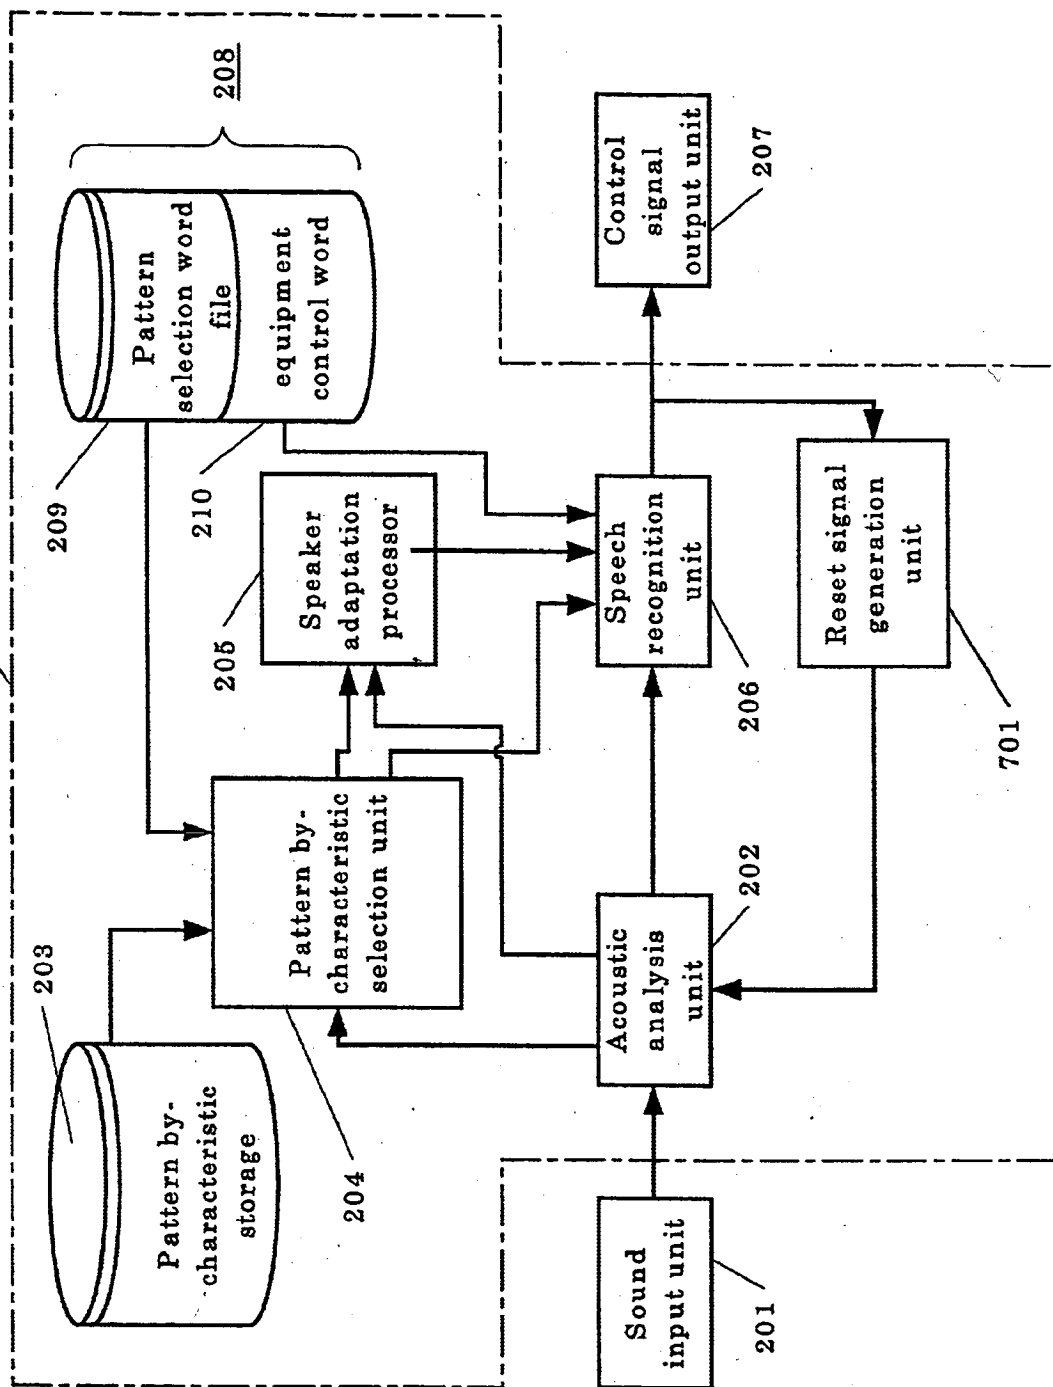 203
Pattern by-
characteristic
storage
Pattern by-
characteristic
selection unit
204
208
Pattern
selection word
file
equipment
control word
209
210
Speaker
adaptation
processor
205
Sound
input unit
201
Acoustic
analysis
unit
202
Speech
recognition
unit
206
Control
signal
output unit
207
Reset signal
generation
unit
701